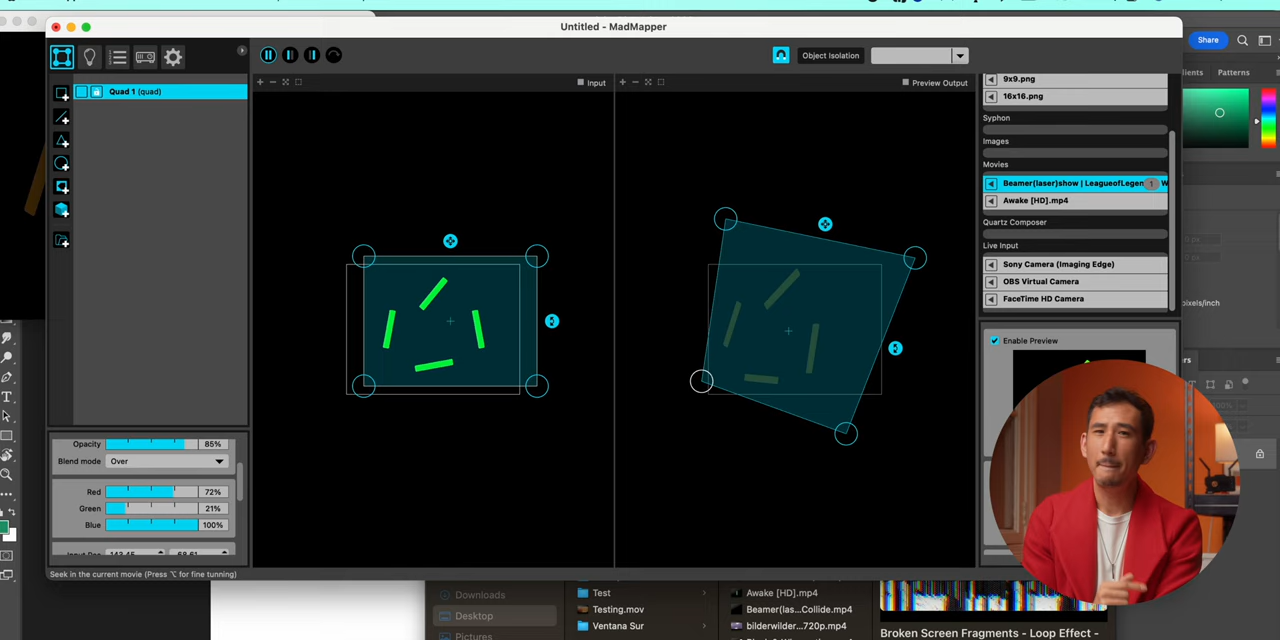 Untitled - MadMapper
Share
Object Isolation
Input
Preview Output
Quad 1 (quad)
9x9.png
16x16.png
Syphon
Images
Movies
Beamer(laser)show | LeagueofLegen 1 W
Awake [HD].mp4
Quartz Composer
Live Input
Sony Camera (Imaging Edge)
OBS Virtual Camera
FaceTime HD Camera
Enable Preview
Patterns
pixels/inch
Opacity 85%
Blend mode Over
Red 72%
Green 21%
Blue 100%
Seek in the current movie (Press ⌥ for fine tunning)
Downloads
Desktop
Pictures
Test
Testing.mov
Ventana Sur
Awake [HD].mp4
Beamer(las...Collide.mp4
bilderwilder...720p.mp4
Broken Screen Fragments - Loop Effect -